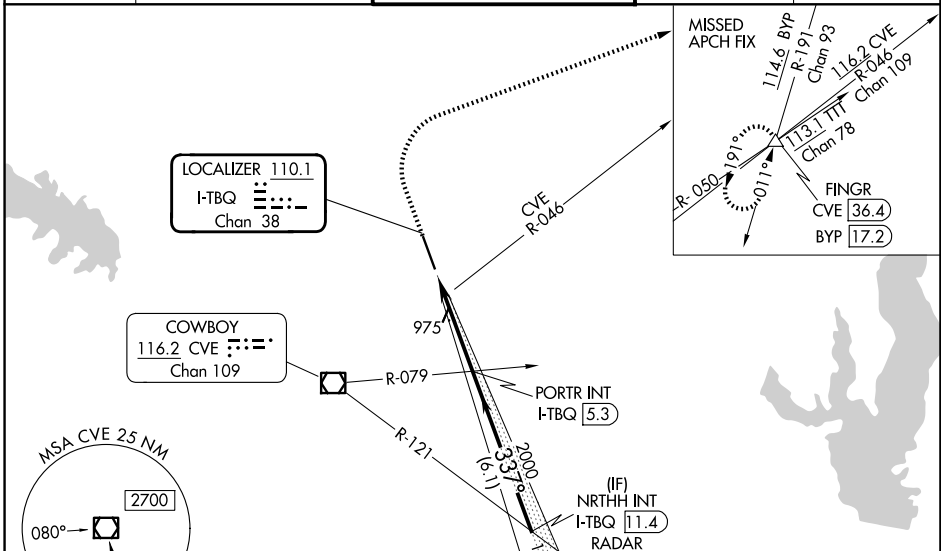 MISSED
APCH FIX
114.6 BYP
R-191
Chan 93
116.2 CVE
R-046
Chan 109
113.1 TTT
Chan 78
R-050
191°
011°
FINGR
CVE 36.4
BYP 17.2
LOCALIZER 110.1
I-TBQ
Chan 38
CVE
R-046
975
COWBOY
116.2 CVE
Chan 109
R-079
PORTR INT
I-TBQ 5.3
R-121
2000
337°
(6.1)
(IF)
NRTHH INT
I-TBQ 11.4
RADAR
MSA CVE 25 NM
2700
080°